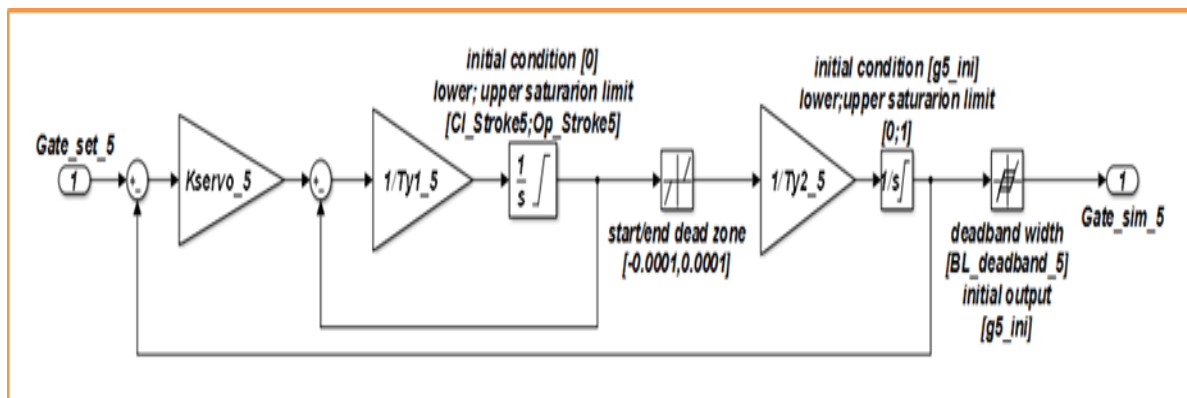 initial condition [0]
lower; upper saturarion limit
[Cl_Stroke5;Op_Stroke5]
initial condition [g5_ini]
lower;upper saturarion limit
[0;1]
Gate_set_5
1
+
-
Kservo_5
+
-
1/Ty1_5
1
s
1/Ty2_5
1/s
1
Gate_sim_5
start/end dead zone
[-0.0001,0.0001]
deadband width
[BL_deadband_5]
initial output
[g5_ini]